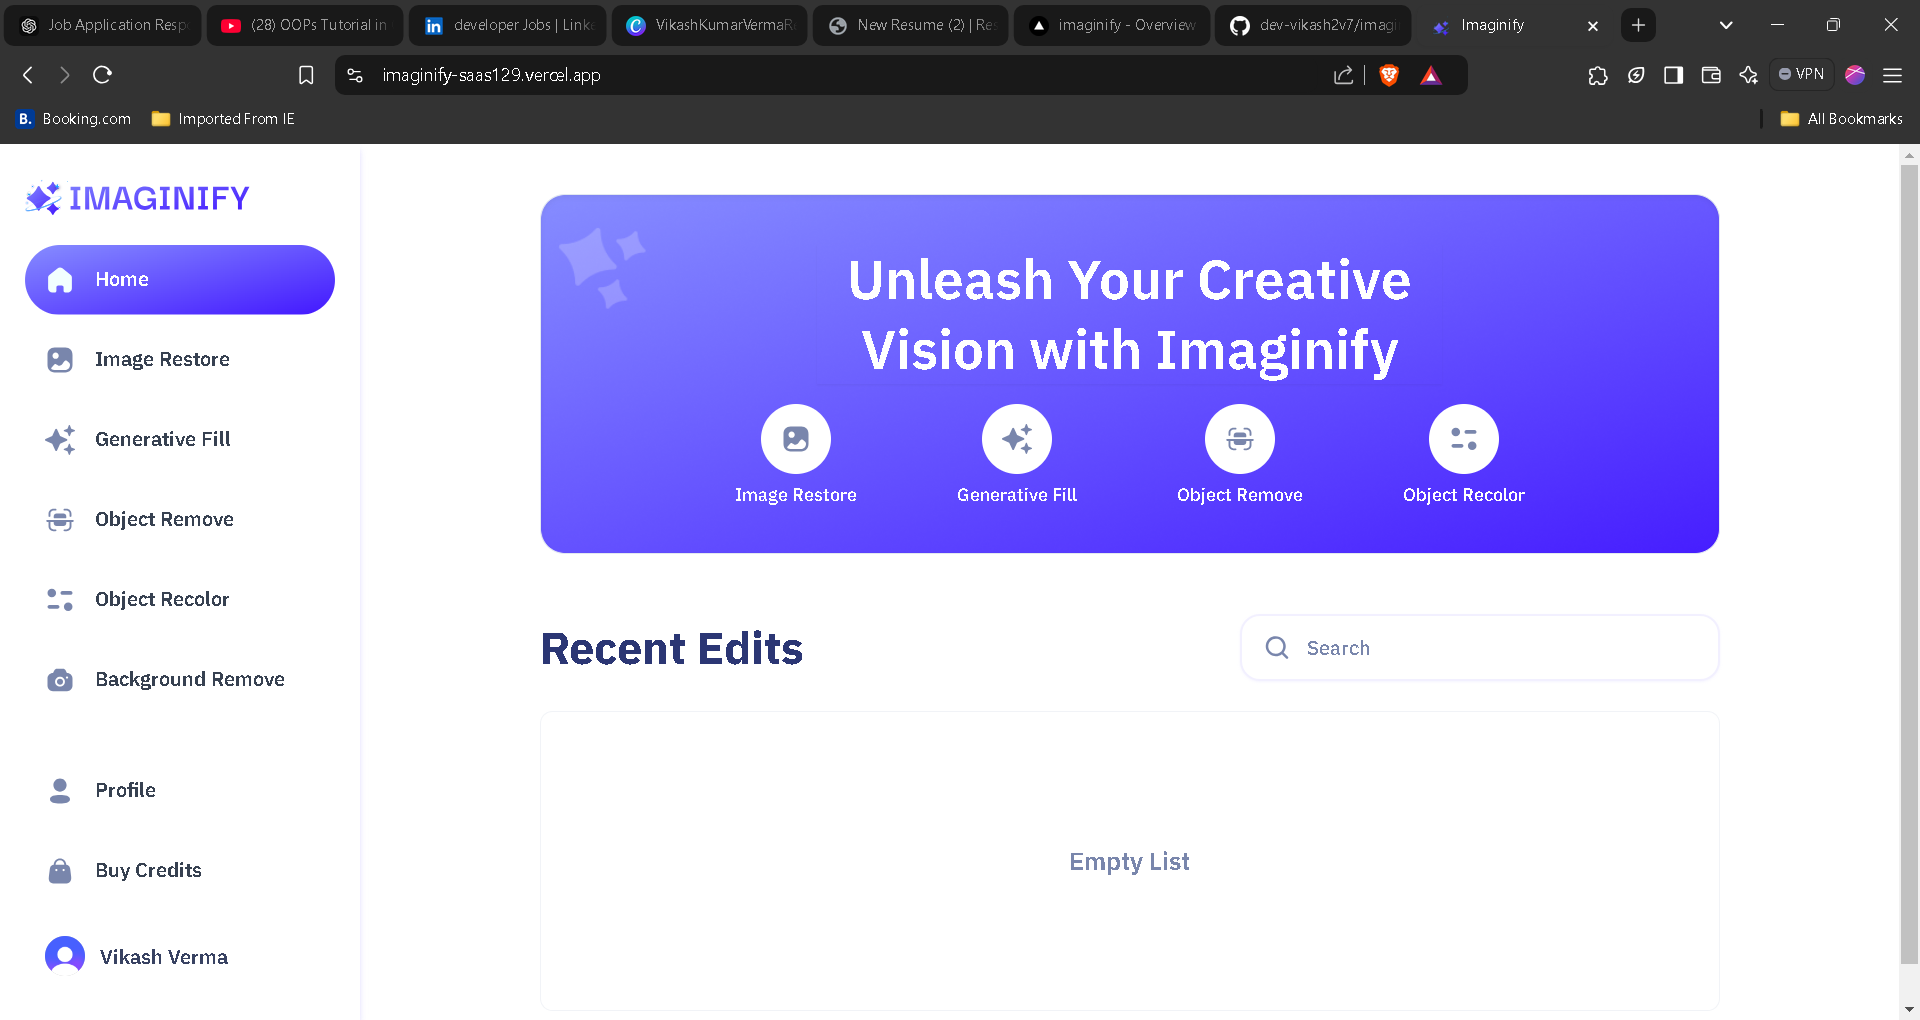 Job Application Resp
(28) OOPs Tutorial in
developer Jobs | Linke
VikashKumarVermaR
New Resume (2) | Res
imaginify - Overview
dev-vikash2v7/imagi
Imaginify
imaginify-saas129.vercel.app
VPN
B. Booking.com
Imported From IE
All Bookmarks
IMAGINIFY
Home
Image Restore
Generative Fill
Object Remove
Object Recolor
Background Remove
Profile
Buy Credits
Vikash Verma
Unleash Your Creative
Vision with Imaginify
Image Restore
Generative Fill
Object Remove
Object Recolor
Recent Edits
Search
Empty List